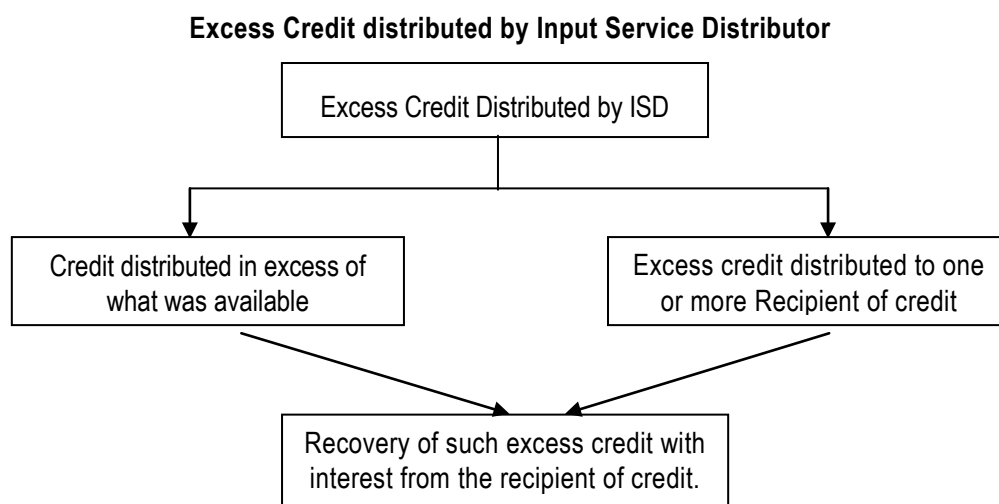 Excess Credit distributed by Input Service Distributor
Excess Credit Distributed by ISD
Credit distributed in excess of
what was available
Excess credit distributed to one
or more Recipient of credit
Recovery of such excess credit with
interest from the recipient of credit.